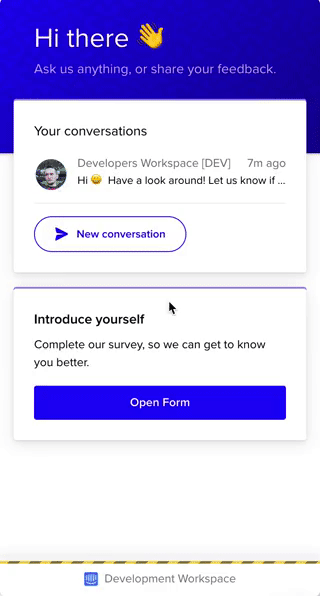 Hi there 👋
Ask us anything, or share your feedback.
Your conversations
Developers Workspace [DEV] 7m ago
Hi 😀 Have a look around! Let us know if ...
New conversation
Introduce yourself
Complete our survey, so we can get to know
you better.
Open Form
Development Workspace